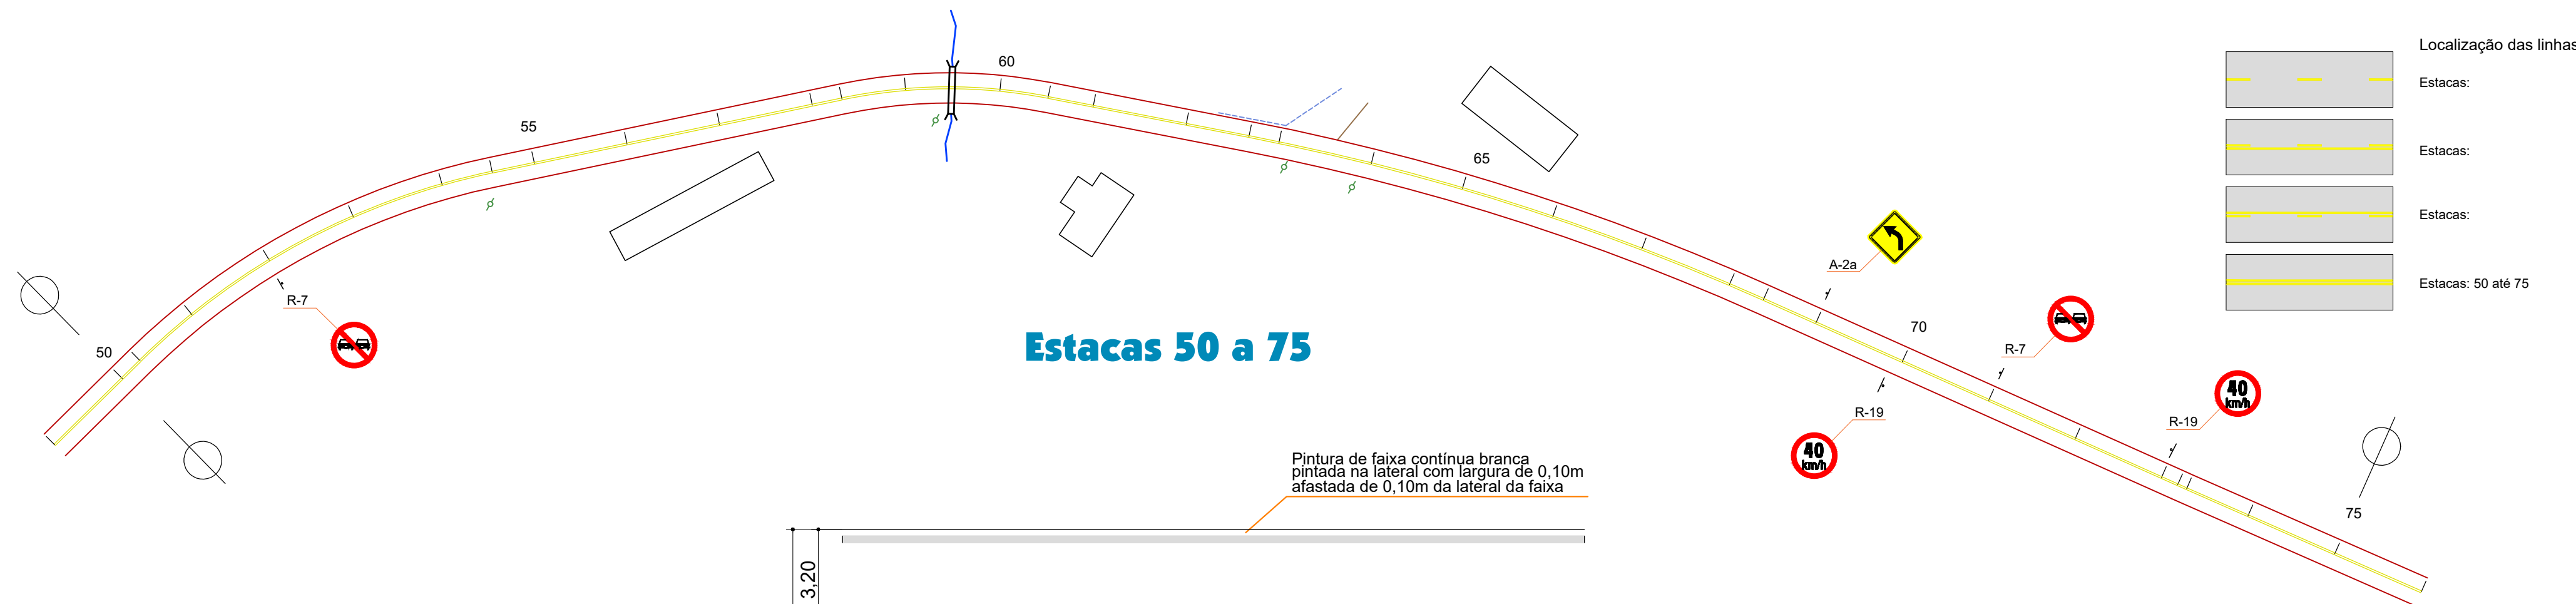 Localização das linhas
60
Estacas:
55
Estacas:
65
Estacas:
A-2a
Estacas: 50 até 75
R-7
70
50
Estacas 50 a 75
R-7
40
km/h
R-19
R-19
40
km/h
Pintura de faixa contínua branca
pintada na lateral com largura de 0,10m
afastada de 0,10m da lateral da faixa
75
3,20